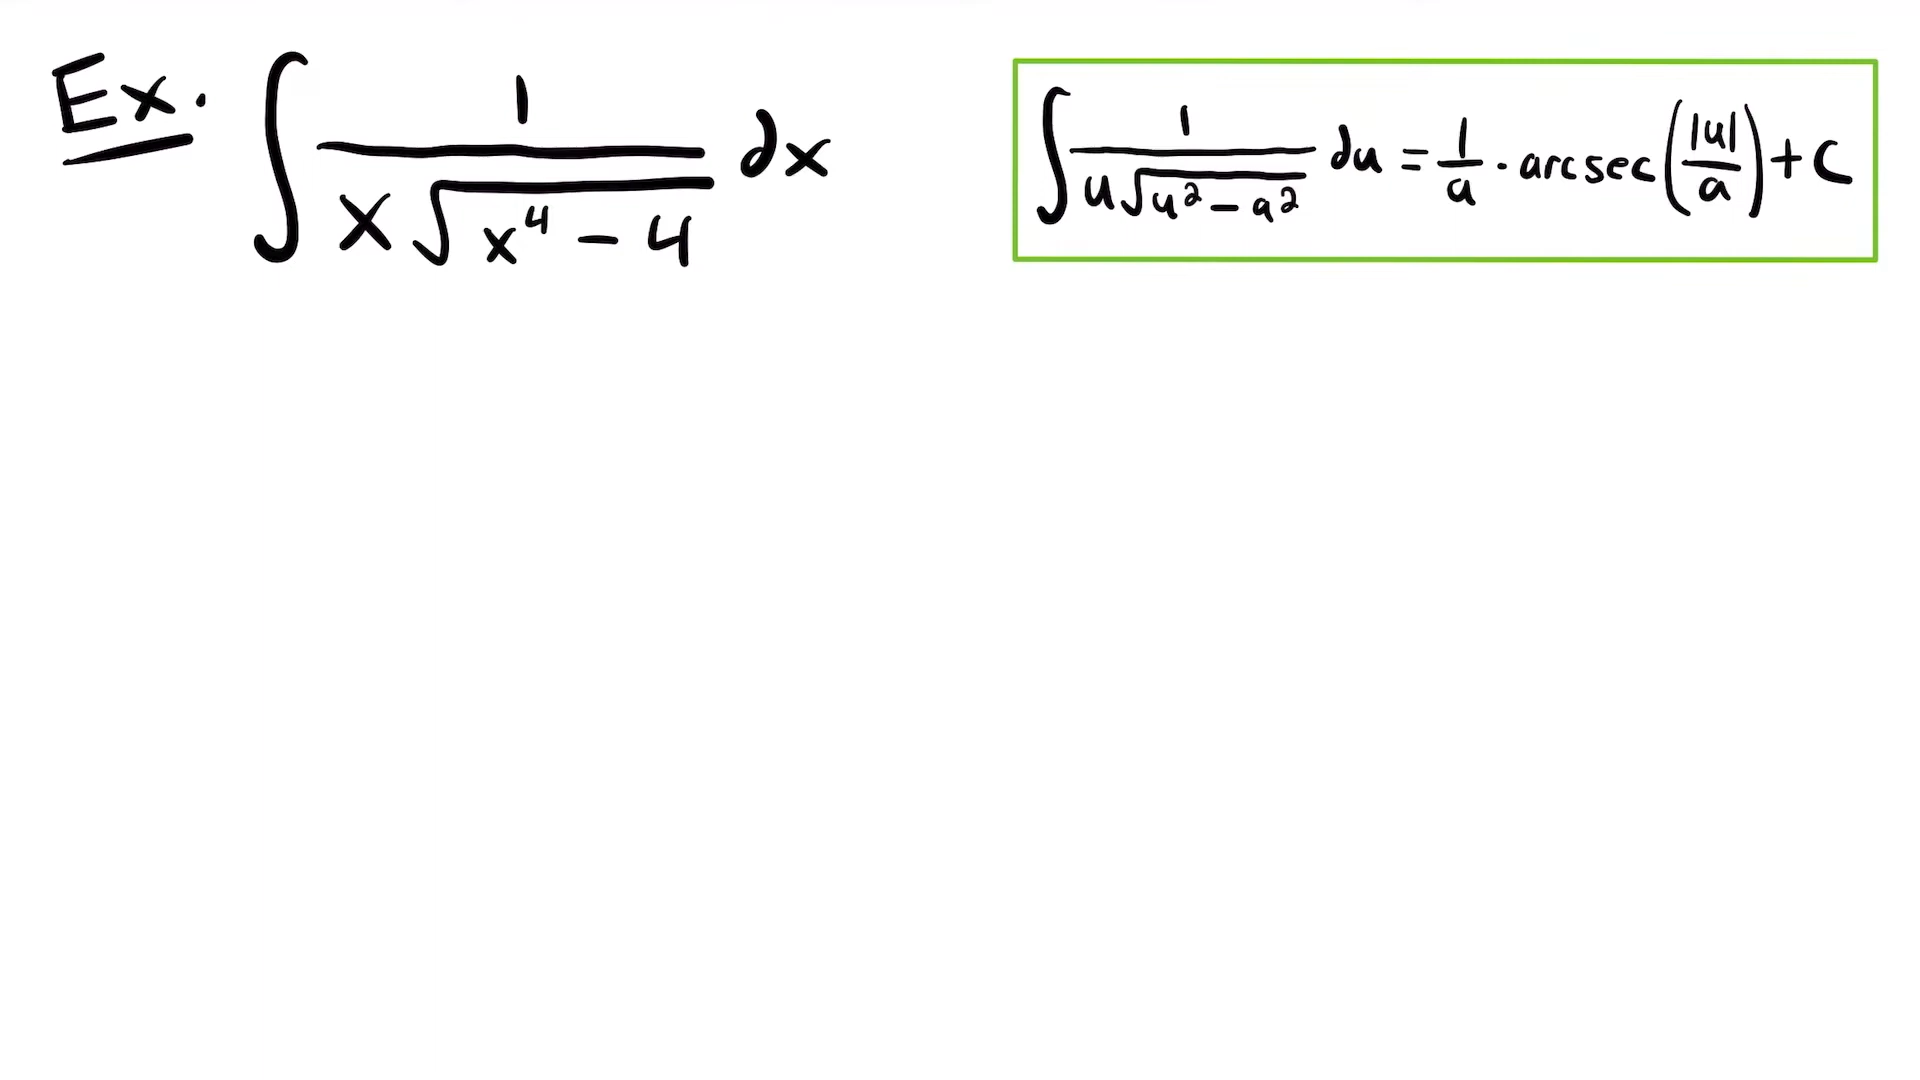 Ex. ∫ 1/(x√(x⁴ − 4)) dx
∫ 1/(u√(u² − a²)) du = 1/a · arcsec(|u|/a) + C